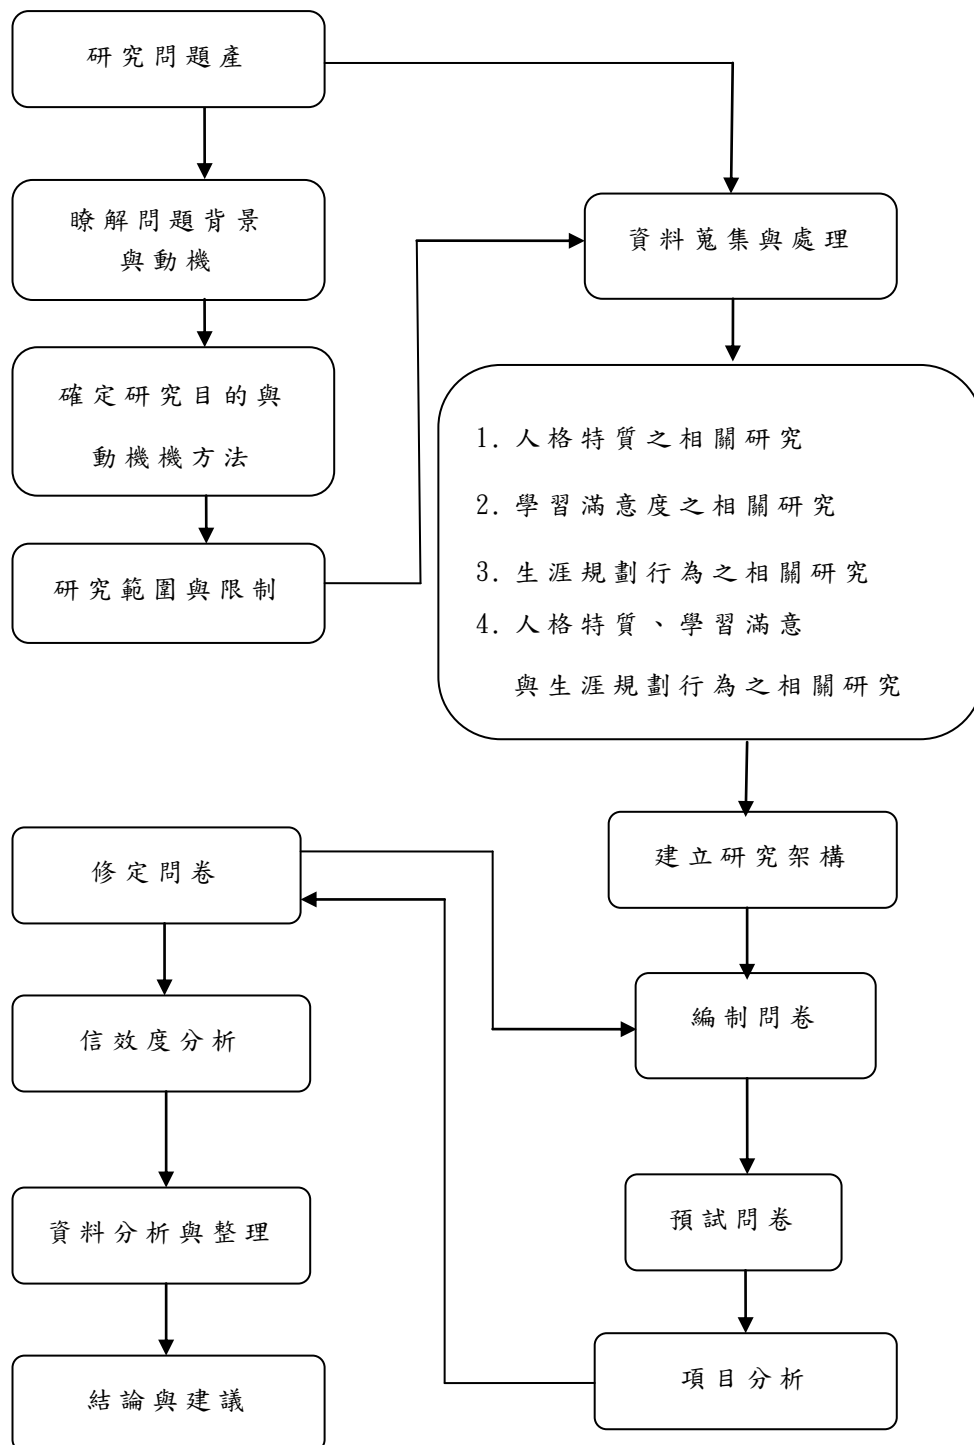 研究問題產
瞭解問題背景
與動機
確定研究目的與
動機機方法
研究範圍與限制
資料蒐集與處理
1. 人格特質之相關研究
2. 學習滿意度之相關研究
3. 生涯規劃行為之相關研究
4. 人格特質、學習滿意
與生涯規劃行為之相關研究
建立研究架構
編制問卷
預試問卷
項目分析
修定問卷
信效度分析
資料分析與整理
結論與建議